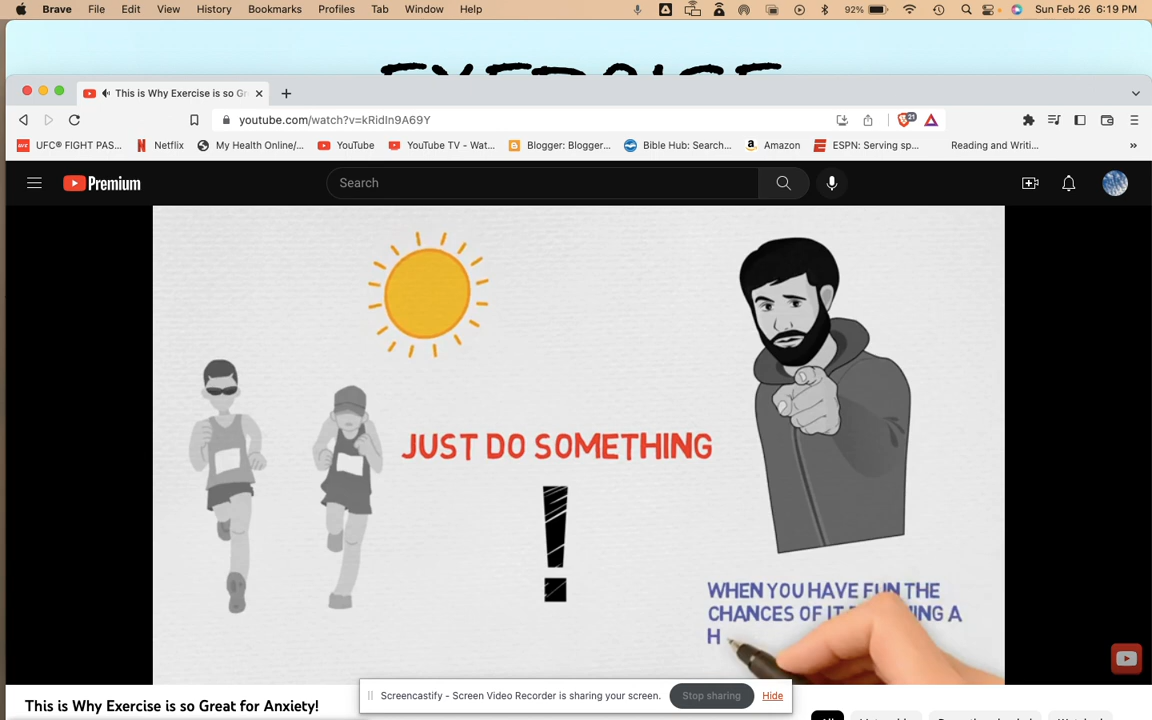 Brave File Edit View History Bookmarks Profiles Tab Window Help 92% Sun Feb 26 6:19 PM
EXERCISE
This is Why Exercise is so Gr
youtube.com/watch?v=kRidIn9A69Y 21
UFC® FIGHT PAS... Netflix My Health Online/... YouTube YouTube TV - Wat... Blogger: Blogger... Bible Hub: Search... Amazon ESPN: Serving sp... Reading and Writi... »
Premium Search
JUST DO SOMETHING
!
WHEN YOU HAVE FUN THE
CHANCES OF IT A
H
Screencastify - Screen Video Recorder is sharing your screen. Stop sharing Hide
This is Why Exercise is so Great for Anxiety!
All